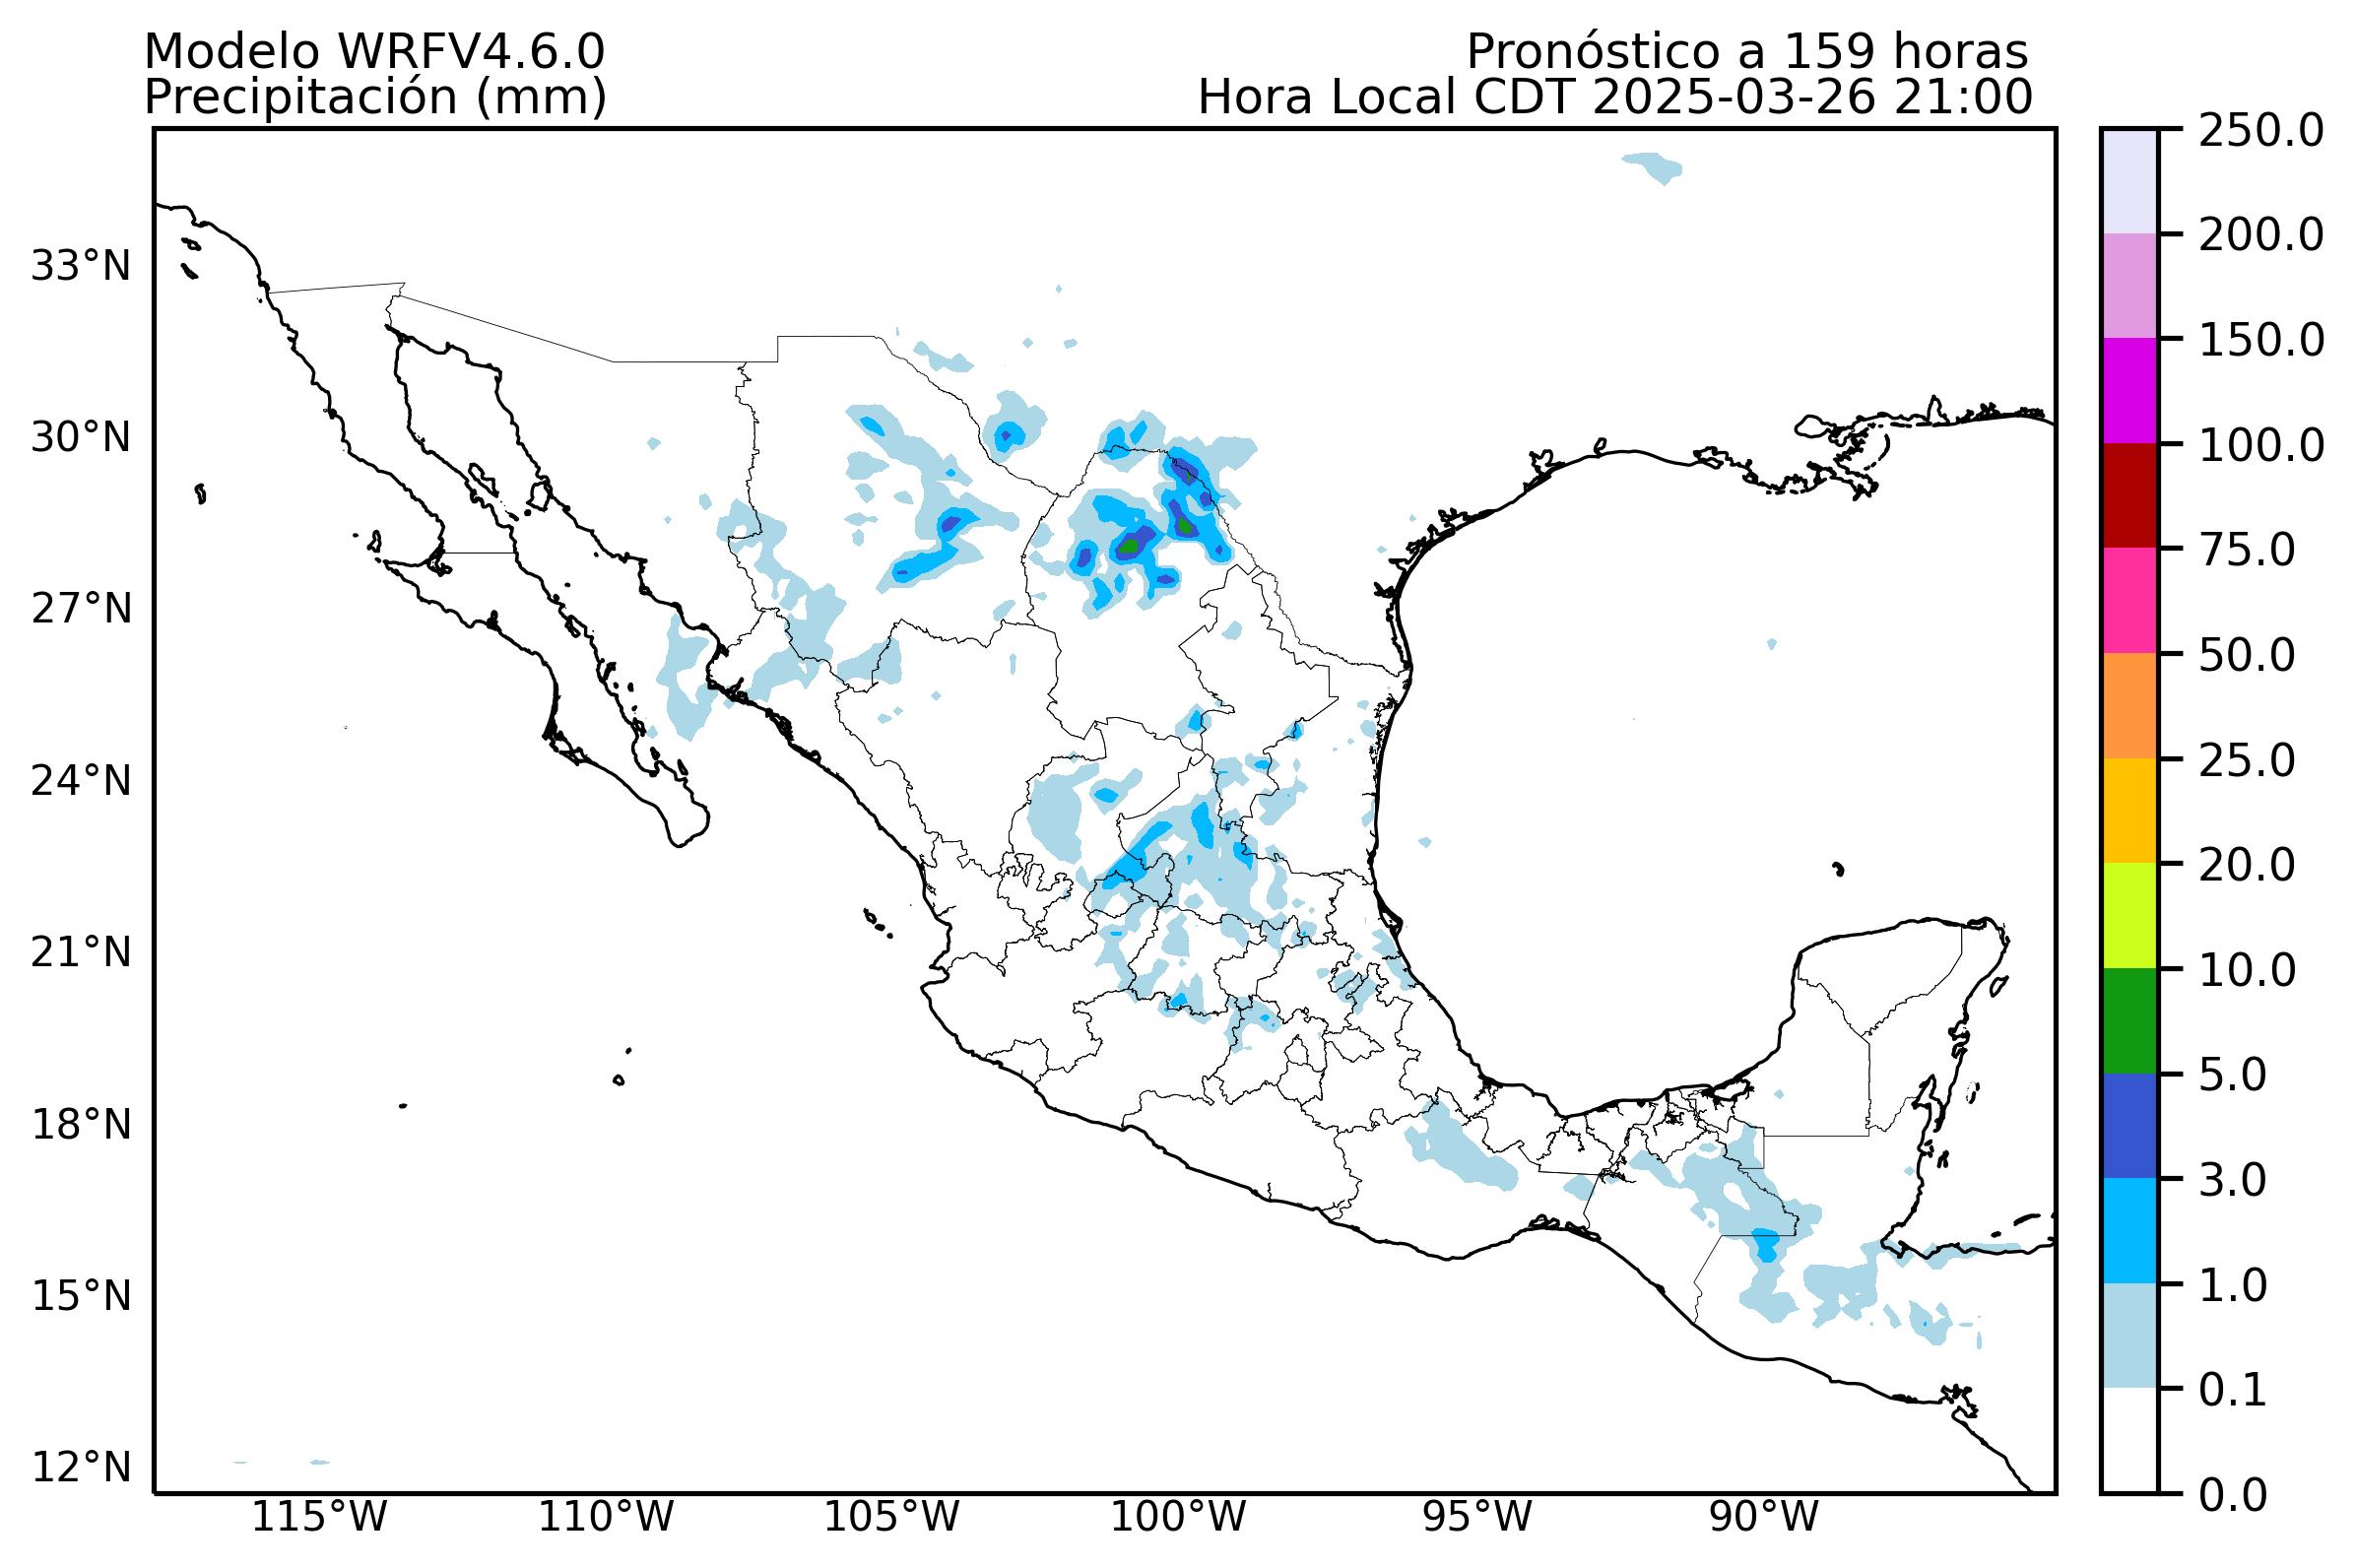 Modelo WRFV4.6.0
Precipitación (mm)
Pronóstico a 159 horas
Hora Local CDT 2025-03-26 21:00
33°N
30°N
27°N
24°N
21°N
18°N
15°N
12°N
115°W
110°W
105°W
100°W
95°W
90°W
250.0
200.0
150.0
100.0
75.0
50.0
25.0
20.0
10.0
5.0
3.0
1.0
0.1
0.0